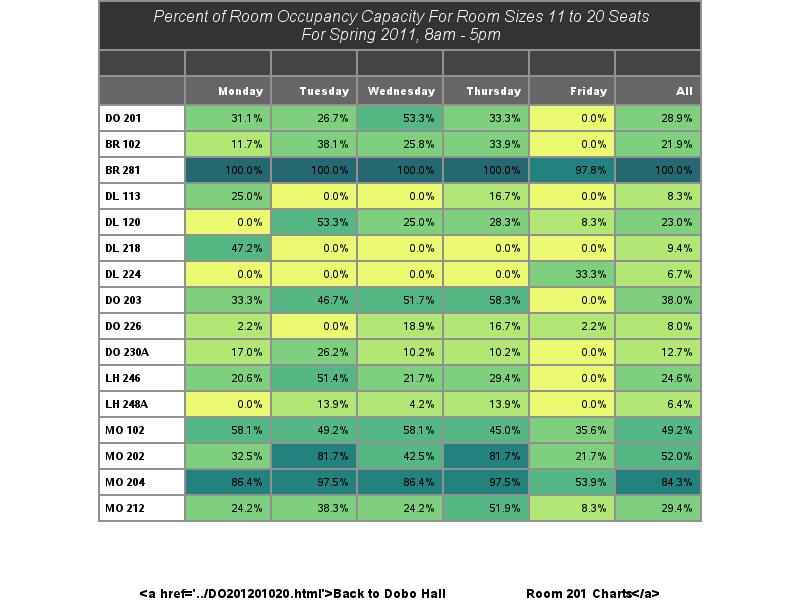 Percent of Room Occupancy Capacity For Room Sizes 11 to 20 Seats
For Spring 2011, 8am - 5pm
Monday Tuesday Wednesday Thursday Friday All
DO 201 31.1% 26.7% 53.3% 33.3% 0.0% 28.9%
BR 102 11.7% 38.1% 25.8% 33.9% 0.0% 21.9%
BR 281 100.0% 100.0% 100.0% 100.0% 97.8% 100.0%
DL 113 25.0% 0.0% 0.0% 16.7% 0.0% 8.3%
DL 120 0.0% 53.3% 25.0% 28.3% 8.3% 23.0%
DL 218 47.2% 0.0% 0.0% 0.0% 0.0% 9.4%
DL 224 0.0% 0.0% 0.0% 0.0% 33.3% 6.7%
DO 203 33.3% 46.7% 51.7% 58.3% 0.0% 38.0%
DO 226 2.2% 0.0% 18.9% 16.7% 2.2% 8.0%
DO 230A 17.0% 26.2% 10.2% 10.2% 0.0% 12.7%
LH 246 20.6% 51.4% 21.7% 29.4% 0.0% 24.6%
LH 248A 0.0% 13.9% 4.2% 13.9% 0.0% 6.4%
MO 102 58.1% 49.2% 58.1% 45.0% 35.6% 49.2%
MO 202 32.5% 81.7% 42.5% 81.7% 21.7% 52.0%
MO 204 86.4% 97.5% 86.4% 97.5% 53.9% 84.3%
MO 212 24.2% 38.3% 24.2% 51.9% 8.3% 29.4%
<a href='../DO201201020.html'>Back to Dobo Hall Room 201 Charts</a>